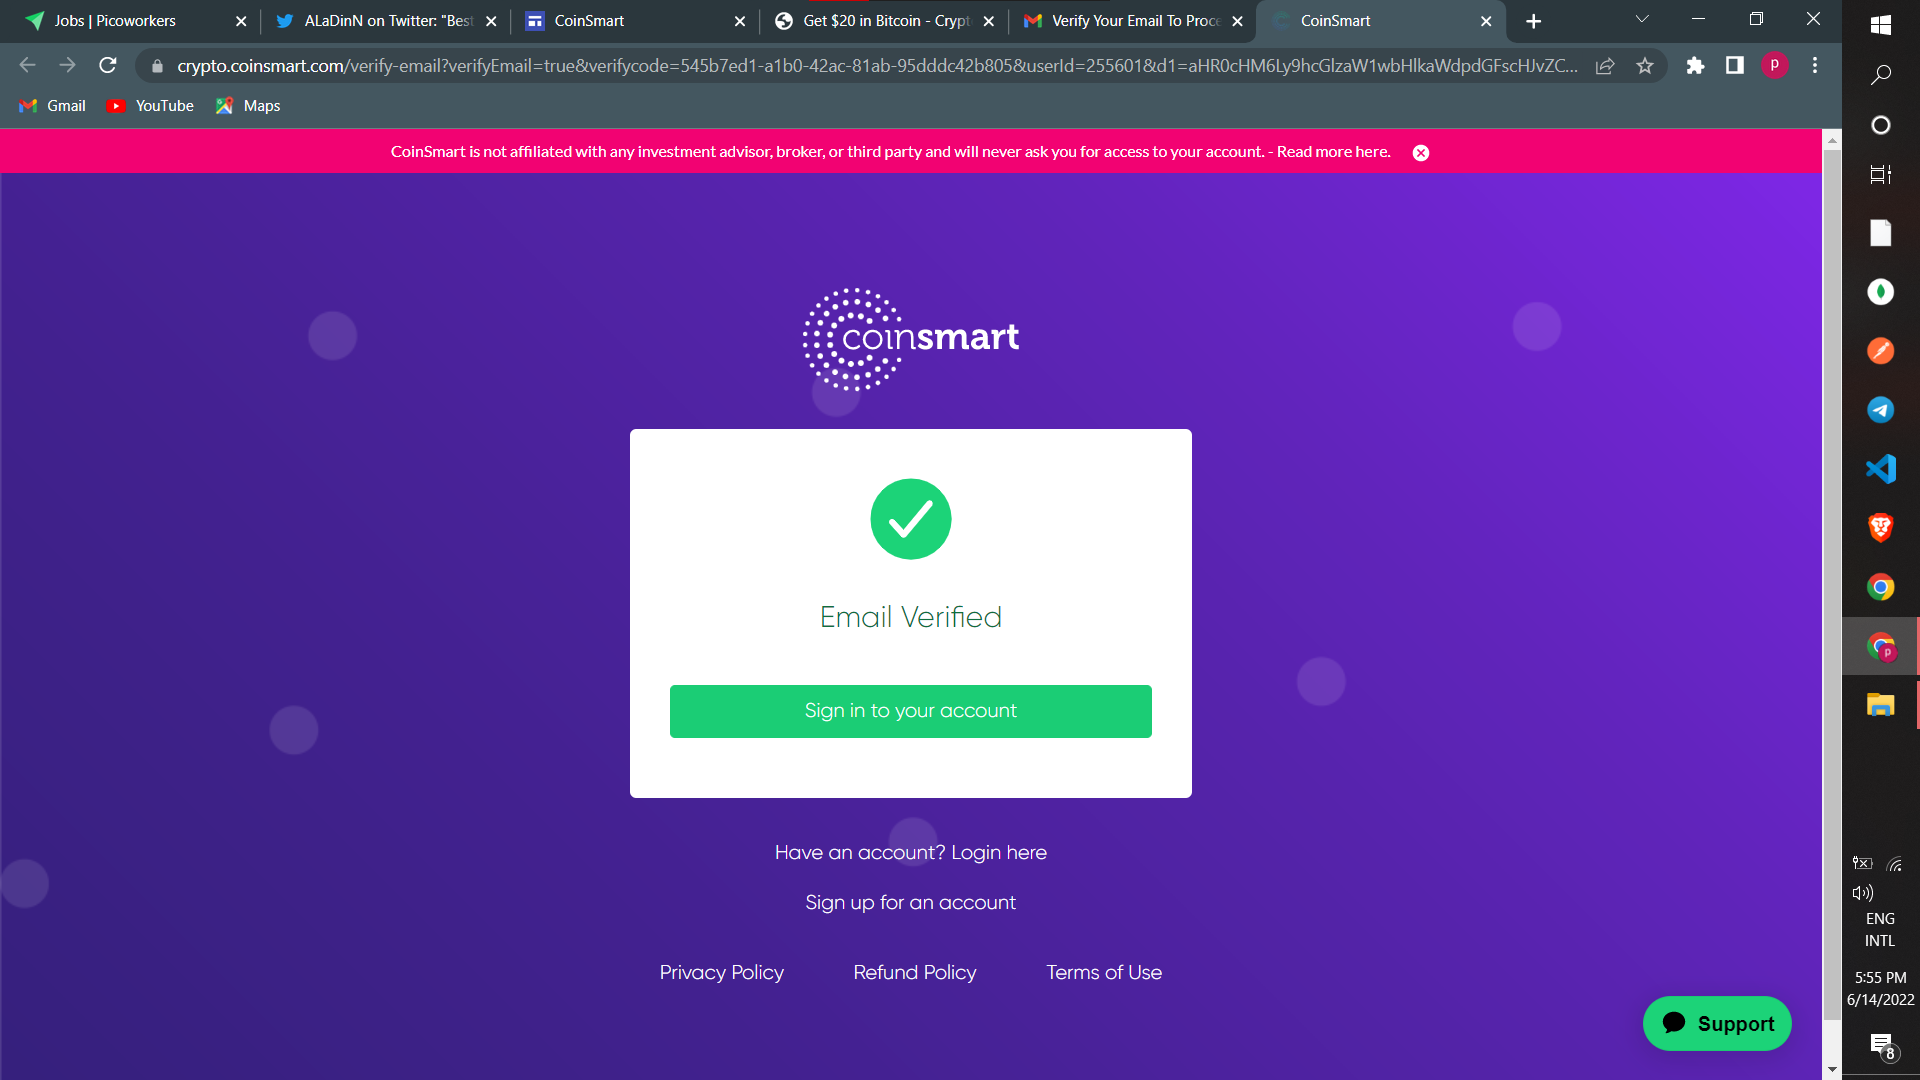 Jobs | Picoworkers
ALaDinN on Twitter: "Best
CoinSmart
Get $20 in Bitcoin - Crypt
Verify Your Email To Proce
CoinSmart
crypto.coinsmart.com/verify-email?verifyEmail=true&verifycode=545b7ed1-a1b0-42ac-81ab-95dddc42b805&userId=255601&d1=aHR0cHM6Ly9hcGlzaW1wbHlkaWdpdGFscHJvZC...
P
Gmail
YouTube
Maps
CoinSmart is not affiliated with any investment advisor, broker, or third party and will never ask you for access to your account. - Read more here.
coinsmart
Email Verified
Sign in to your account
Have an account? Login here
Sign up for an account
Privacy Policy
Refund Policy
Terms of Use
Support
P
ENG
INTL
5:55 PM
6/14/2022
8